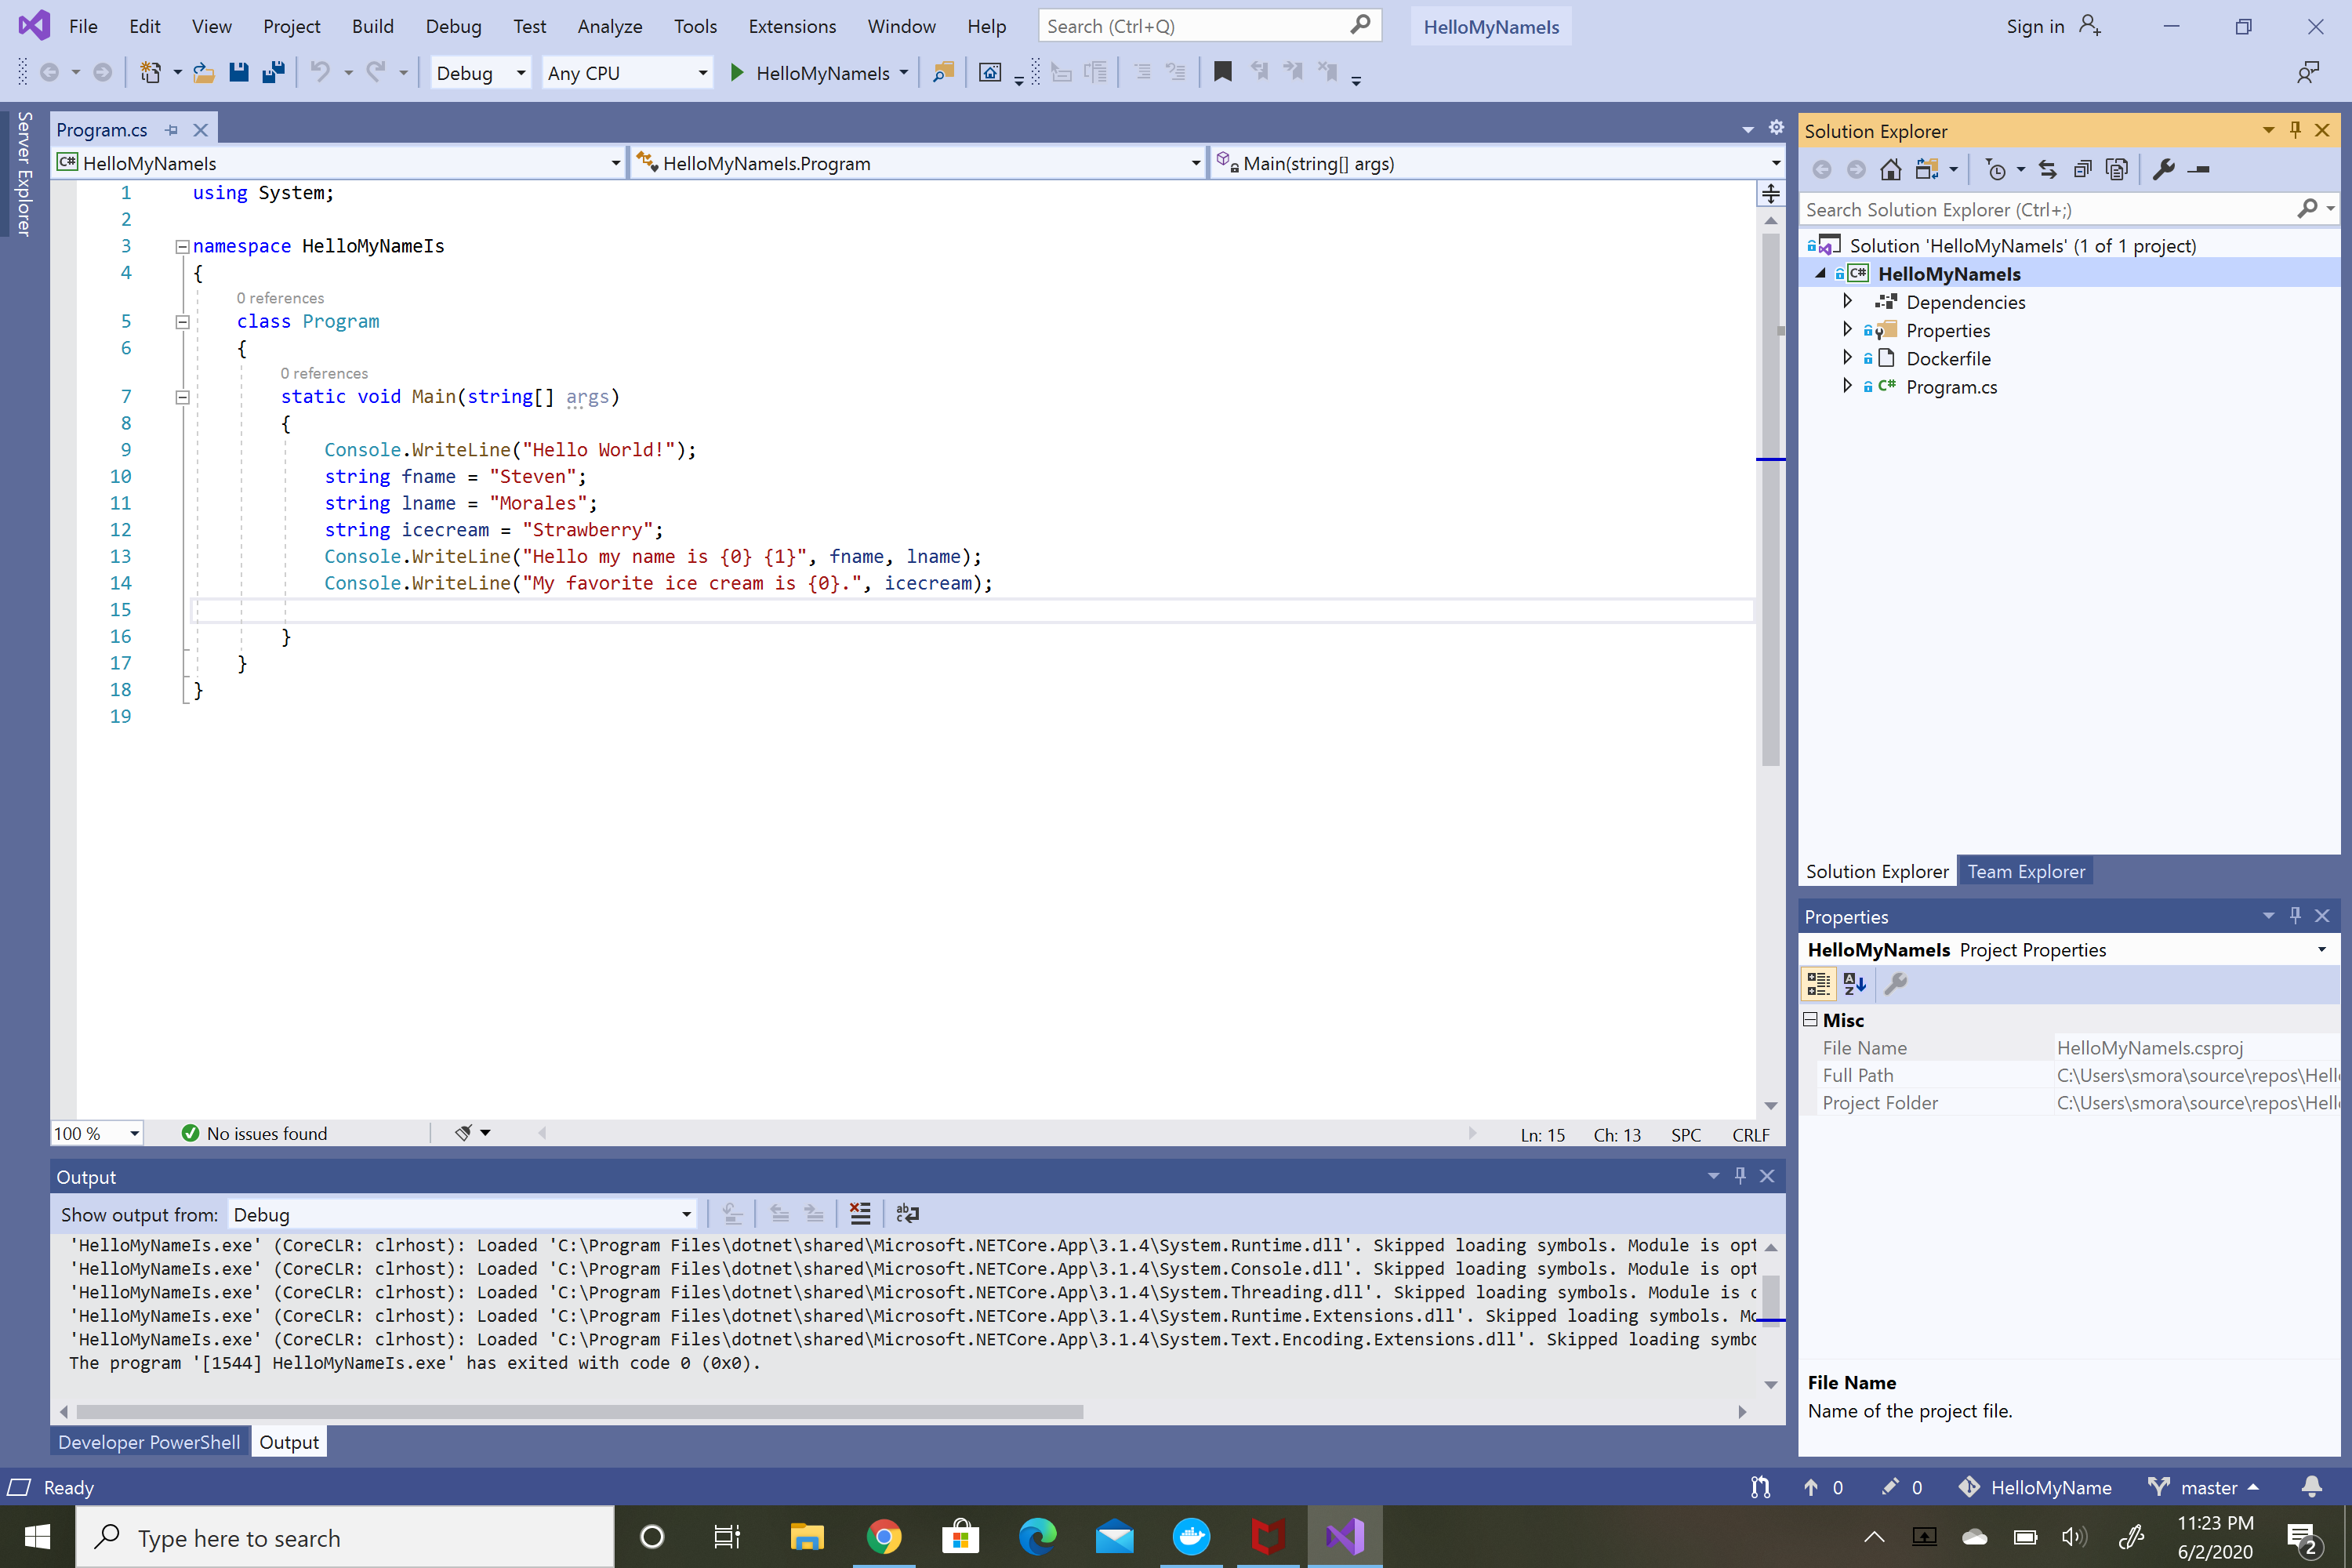 File Edit View Project Build Debug Test Analyze Tools Extensions Window Help Search (Ctrl+Q) HelloMyNameIs Sign in
Debug Any CPU HelloMyNameIs
Server Explorer
Program.cs
C# HelloMyNameIs HelloMyNameIs.Program Main(string[] args)
1 using System;
2
3 namespace HelloMyNameIs
4 {
0 references
5 class Program
6 {
0 references
7 static void Main(string[] args)
8 {
9 Console.WriteLine("Hello World!");
10 string fname = "Steven";
11 string lname = "Morales";
12 string icecream = "Strawberry";
13 Console.WriteLine("Hello my name is {0} {1}", fname, lname);
14 Console.WriteLine("My favorite ice cream is {0}.", icecream);
15
16 }
17 }
18 }
19
100 % No issues found Ln: 15 Ch: 13 SPC CRLF
Output
Show output from: Debug
'HelloMyNameIs.exe' (CoreCLR: clrhost): Loaded 'C:\Program Files\dotnet\shared\Microsoft.NETCore.App\3.1.4\System.Runtime.dll'. Skipped loading symbols. Module is opt
'HelloMyNameIs.exe' (CoreCLR: clrhost): Loaded 'C:\Program Files\dotnet\shared\Microsoft.NETCore.App\3.1.4\System.Console.dll'. Skipped loading symbols. Module is opt
'HelloMyNameIs.exe' (CoreCLR: clrhost): Loaded 'C:\Program Files\dotnet\shared\Microsoft.NETCore.App\3.1.4\System.Threading.dll'. Skipped loading symbols. Module is
'HelloMyNameIs.exe' (CoreCLR: clrhost): Loaded 'C:\Program Files\dotnet\shared\Microsoft.NETCore.App\3.1.4\System.Runtime.Extensions.dll'. Skipped loading symbols.
'HelloMyNameIs.exe' (CoreCLR: clrhost): Loaded 'C:\Program Files\dotnet\shared\Microsoft.NETCore.App\3.1.4\System.Text.Encoding.Extensions.dll'. Skipped loading symbo
The program '[1544] HelloMyNameIs.exe' has exited with code 0 (0x0).
Developer PowerShell Output
Solution Explorer
Search Solution Explorer (Ctrl+;)
Solution 'HelloMyNameIs' (1 of 1 project)
C# HelloMyNameIs
Dependencies
Properties
Dockerfile
C# Program.cs
Solution Explorer Team Explorer
Properties
HelloMyNameIs Project Properties
Misc
File Name HelloMyNameIs.csproj
Full Path C:\Users\smora\source\repos\Hell
Project Folder C:\Users\smora\source\repos\Hell
File Name
Name of the project file.
Ready 0 0 HelloMyName master
Type here to search
11:23 PM
6/2/2020
2